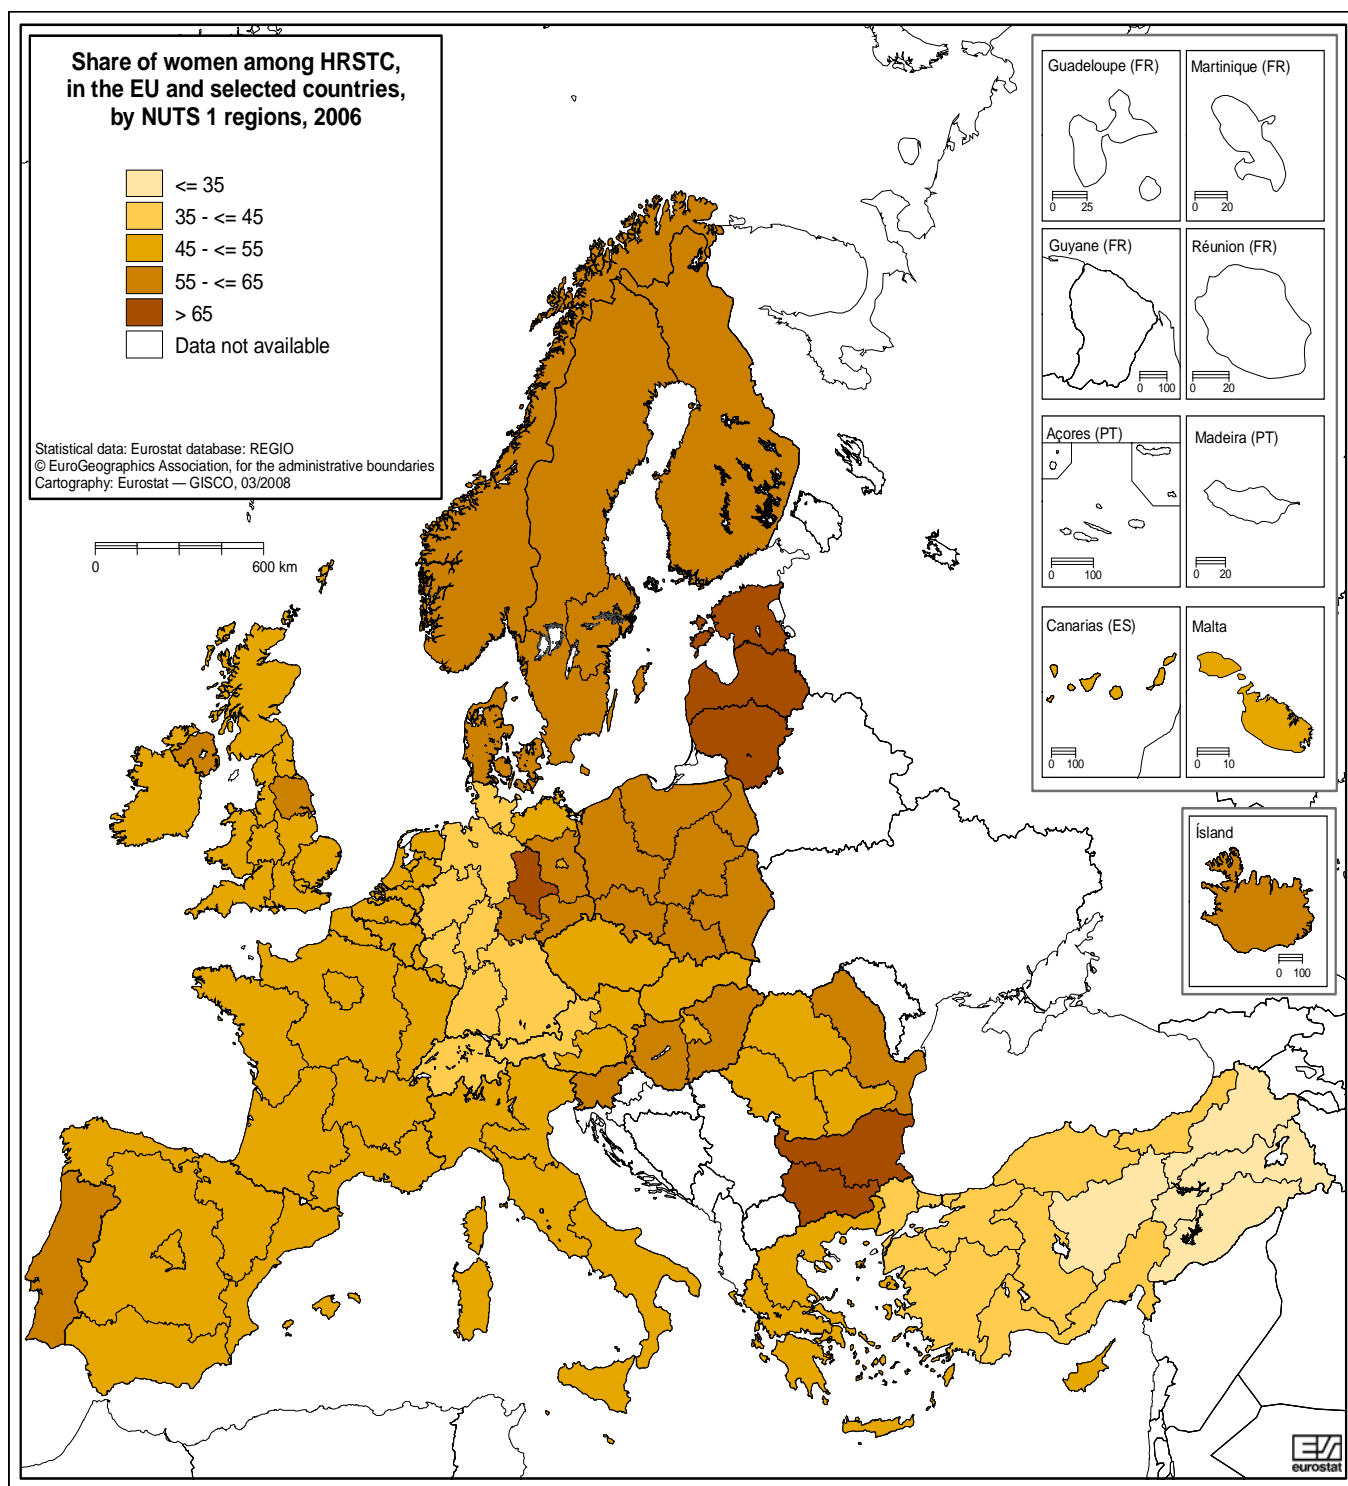 Share of women among HRSTC,
in the EU and selected countries,
by NUTS 1 regions, 2006
<= 35
35 - <= 45
45 - <= 55
55 - <= 65
> 65
Data not available
Statistical data: Eurostat database: REGIO
© EuroGeographics Association, for the administrative boundaries
Cartography: Eurostat — GISCO, 03/2008
0 600 km
Guadeloupe (FR)
0 25
Martinique (FR)
0 20
Guyane (FR)
0 100
Réunion (FR)
0 20
Açores (PT)
0 100
Madeira (PT)
0 20
Canarias (ES)
0 100
Malta
0 10
Ísland
0 100
eurostat